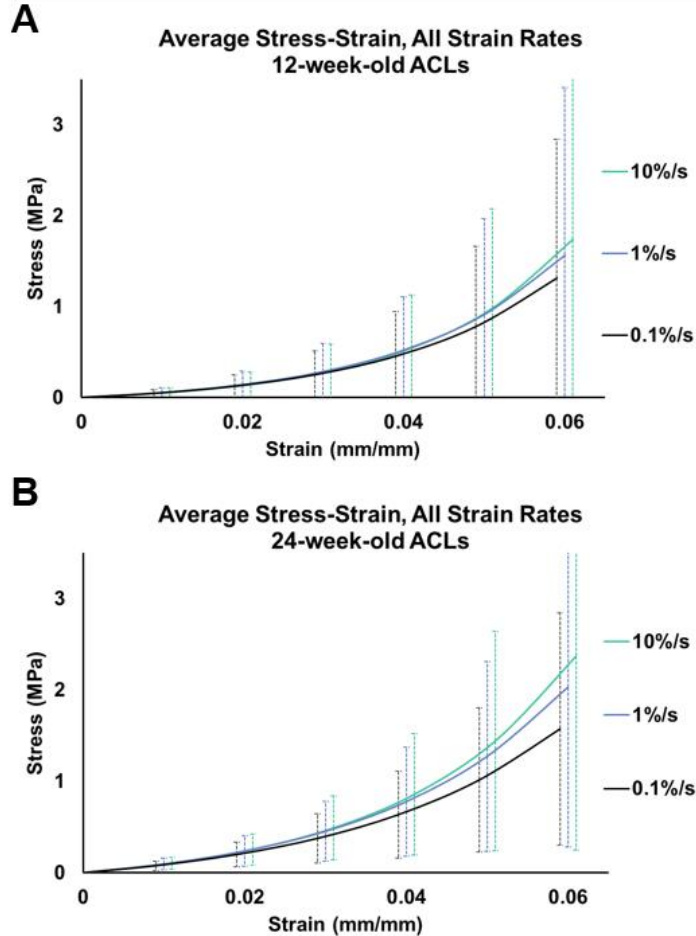 A
Average Stress-Strain, All Strain Rates
12-week-old ACLs
3
2
1
0
Stress (MPa)
0
0.02
0.04
0.06
Strain (mm/mm)
10%/s
1%/s
0.1%/s
B
Average Stress-Strain, All Strain Rates
24-week-old ACLs
3
2
1
0
Stress (MPa)
0
0.02
0.04
0.06
Strain (mm/mm)
10%/s
1%/s
0.1%/s